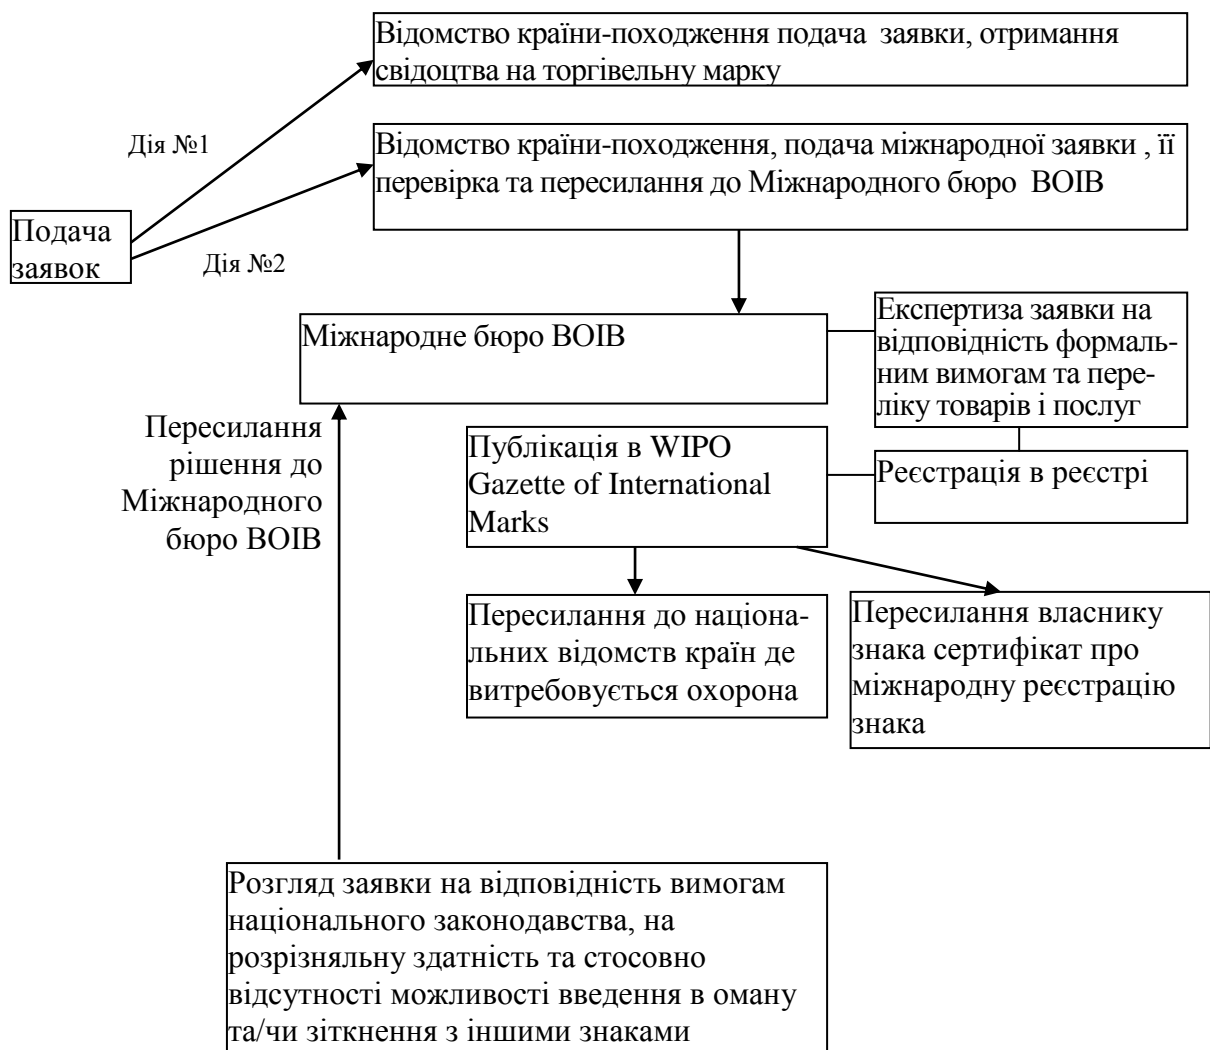 Відомство країни-походження подача заявки, отримання
свідоцтва на торгівельну марку
Дія №1
Відомство країни-походження, подача міжнародної заявки , її
перевірка та пересилання до Міжнародного бюро ВОІВ
Подача
заявок
Дія №2
Міжнародне бюро ВОІВ
Експертиза заявки на
відповідність формаль-
ним вимогам та пере-
ліку товарів і послуг
Пересилання
рішення до
Міжнародного
бюро ВОІВ
Публікація в WIPO
Gazette of International
Marks
Реєстрація в реєстрі
Пересилання до націона-
льних відомств країн де
витребовується охорона
Пересилання власнику
знака сертифікат про
міжнародну реєстрацію
знака
Розгляд заявки на відповідність вимогам
національного законодавства, на
розрізняльну здатність та стосовно
відсутності можливості введення в оману
та/чи зіткнення з іншими знаками